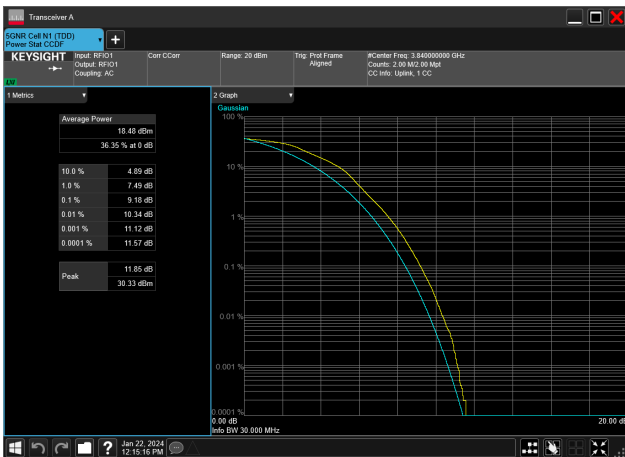 Transceiver A
5GNR Cell N1 (TDD)
Power Stat CCDF
KEYSIGHT
Input: RFIO1
Output: RFIO1
Coupling: AC
Corr CCorr
Range: 20 dBm
Trig: Prot Frame
Aligned
#Center Freq: 3.840000000 GHz
Counts: 2.00 M/2.00 Mpt
CC Info: Uplink, 1 CC
1 Metrics
Average Power
18.48 dBm
36.35 % at 0 dB
10.0 % 4.89 dB
1.0 % 7.49 dB
0.1 % 9.18 dB
0.01 % 10.34 dB
0.001 % 11.12 dB
0.0001 % 11.57 dB
Peak
11.85 dB
30.33 dBm
2 Graph
Gaussian
100 %
10 %
1 %
0.1 %
0.01 %
0.001 %
0.0001 %
0.00 dB
20.00 dB
Info BW 30.000 MHz
?
Jan 22, 2024
12:15:16 PM